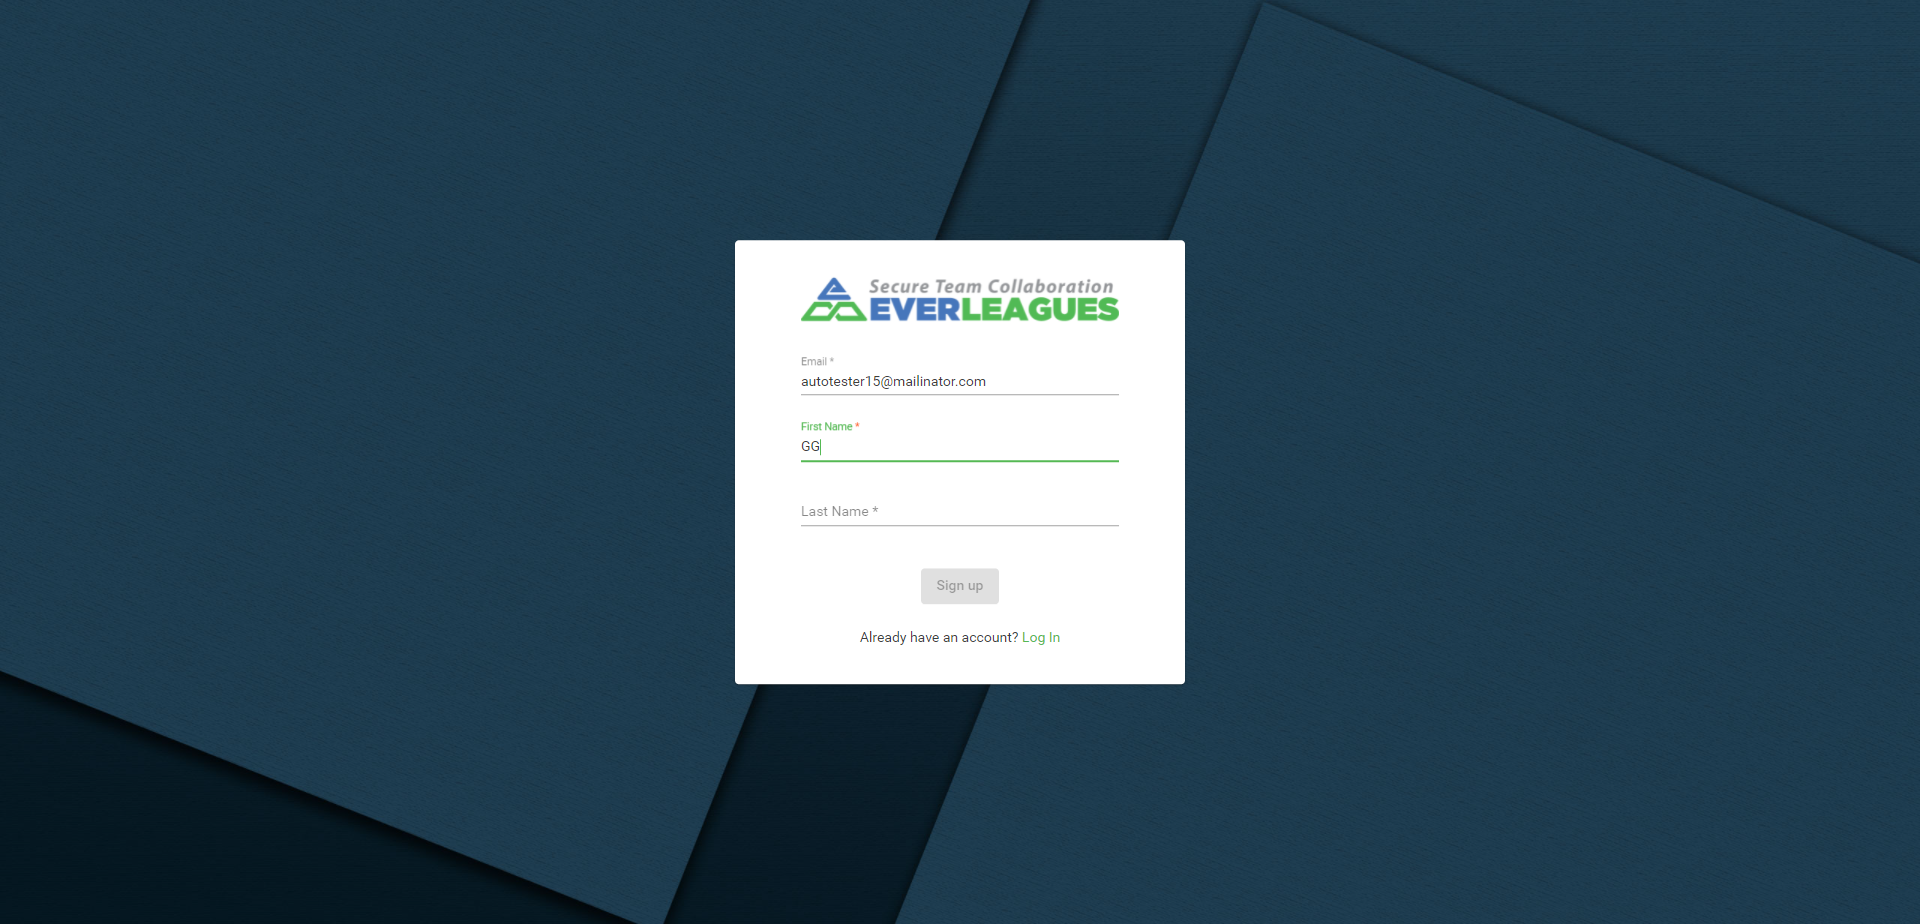 Secure Team Collaboration
EVERLEAGUES
Email *
autotester15@mailinator.com
First Name *
GG
Last Name *
Sign up
Already have an account? Log In